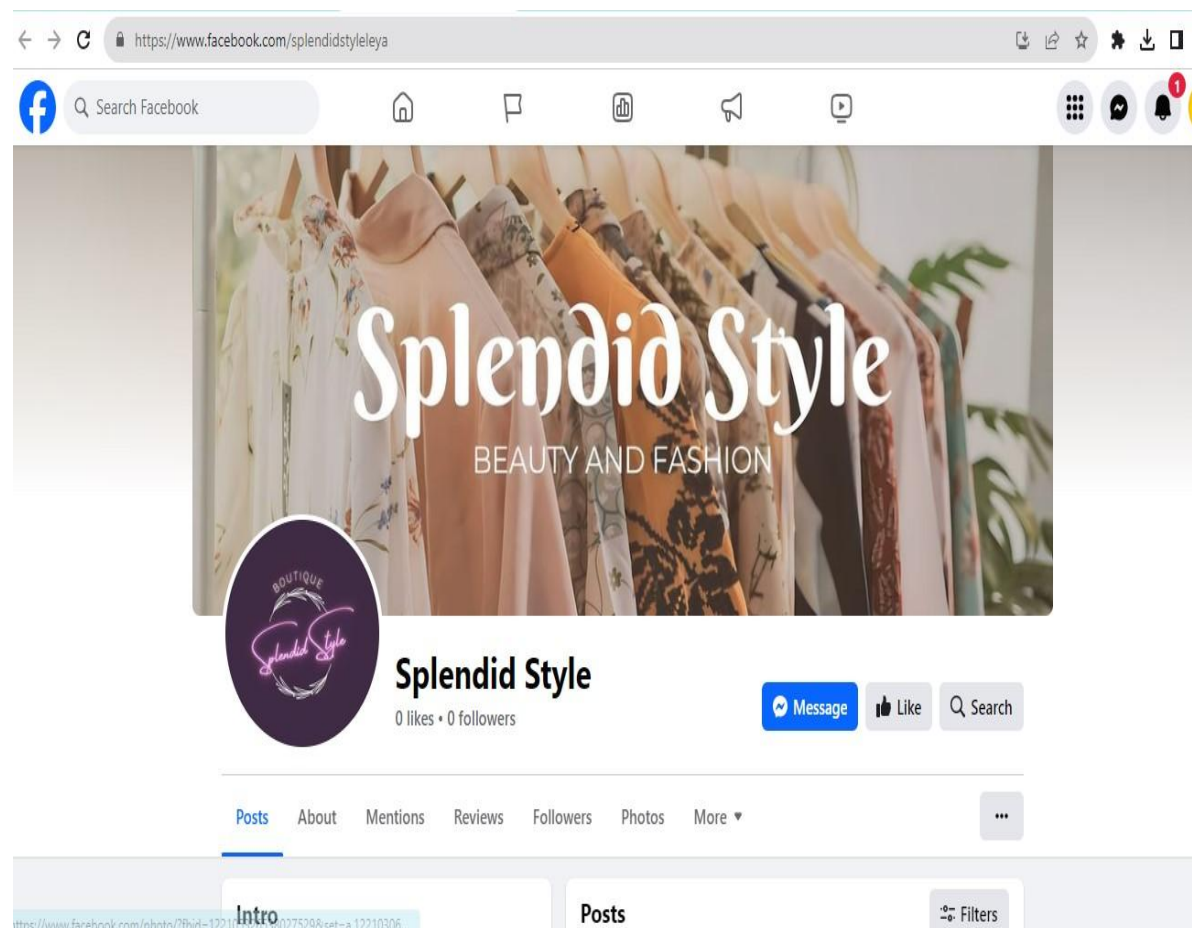 https://www.facebook.com/splendidstyleleya
Search Facebook
1
Splendid Style
BEAUTY AND FASHION
BOUTIQUE
Splendid Style
Splendid Style
0 likes • 0 followers
Message Like Search
Posts About Mentions Reviews Followers Photos More
Intro
Posts
Filters